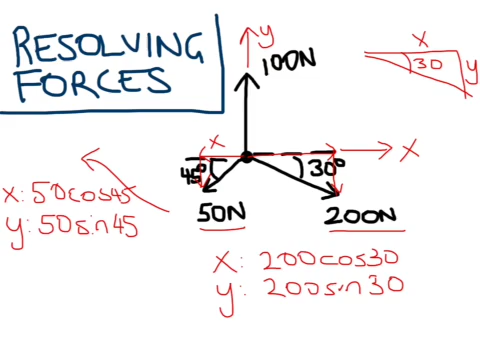 RESOLVING
FORCES
y
100N
x
30
y
x
45°
30°
x
50N
200N
x: 50cos45
y: 50sin45
x: 200cos30
y: 200sin30